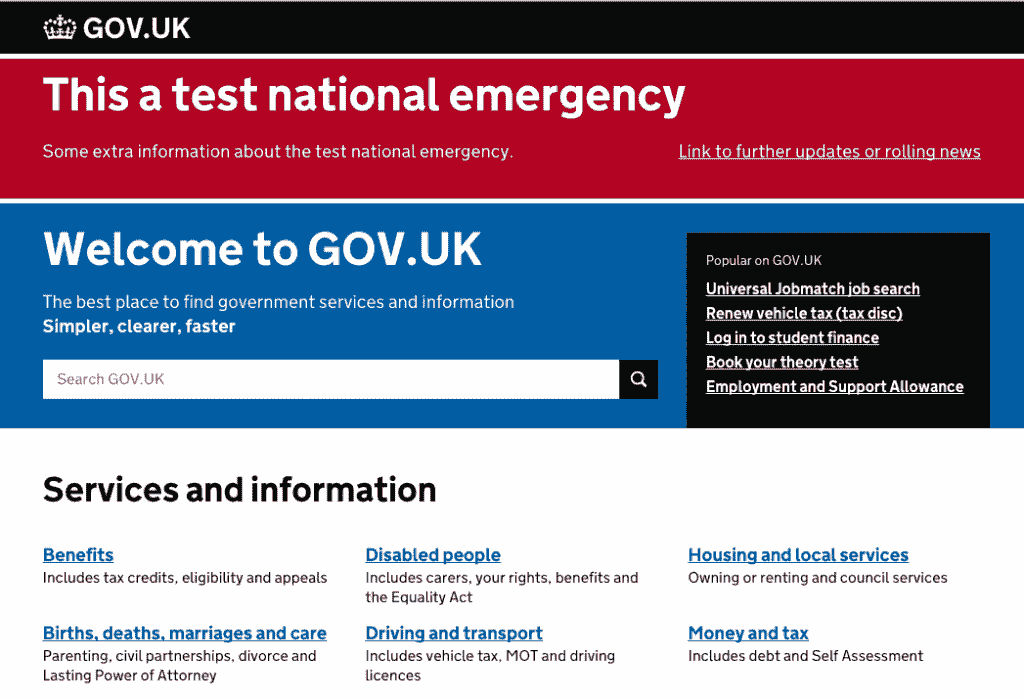 GOV.UK
This a test national emergency
Some extra information about the test national emergency.
Link to further updates or rolling news
Welcome to GOV.UK
The best place to find government services and information
Simpler, clearer, faster
Search GOV.UK
Popular on GOV.UK
Universal Jobmatch job search
Renew vehicle tax (tax disc)
Log in to student finance
Book your theory test
Employment and Support Allowance
Services and information
Benefits
Includes tax credits, eligibility and appeals
Disabled people
Includes carers, your rights, benefits and
the Equality Act
Housing and local services
Owning or renting and council services
Births, deaths, marriages and care
Parenting, civil partnerships, divorce and
Lasting Power of Attorney
Driving and transport
Includes vehicle tax, MOT and driving
licences
Money and tax
Includes debt and Self Assessment